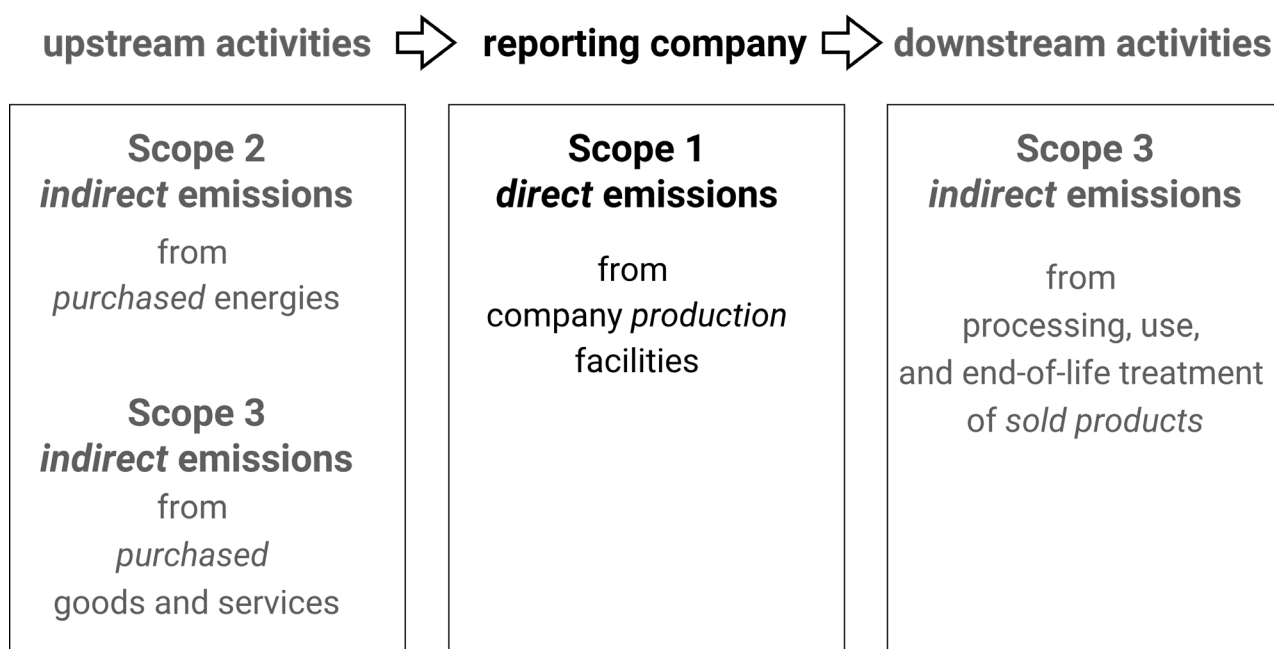 upstream activities
reporting company
downstream activities
Scope 2
indirect emissions
from
purchased energies
Scope 3
indirect emissions
from
purchased
goods and services
Scope 1
direct emissions
from
company production
facilities
Scope 3
indirect emissions
from
processing, use,
and end-of-life treatment
of sold products